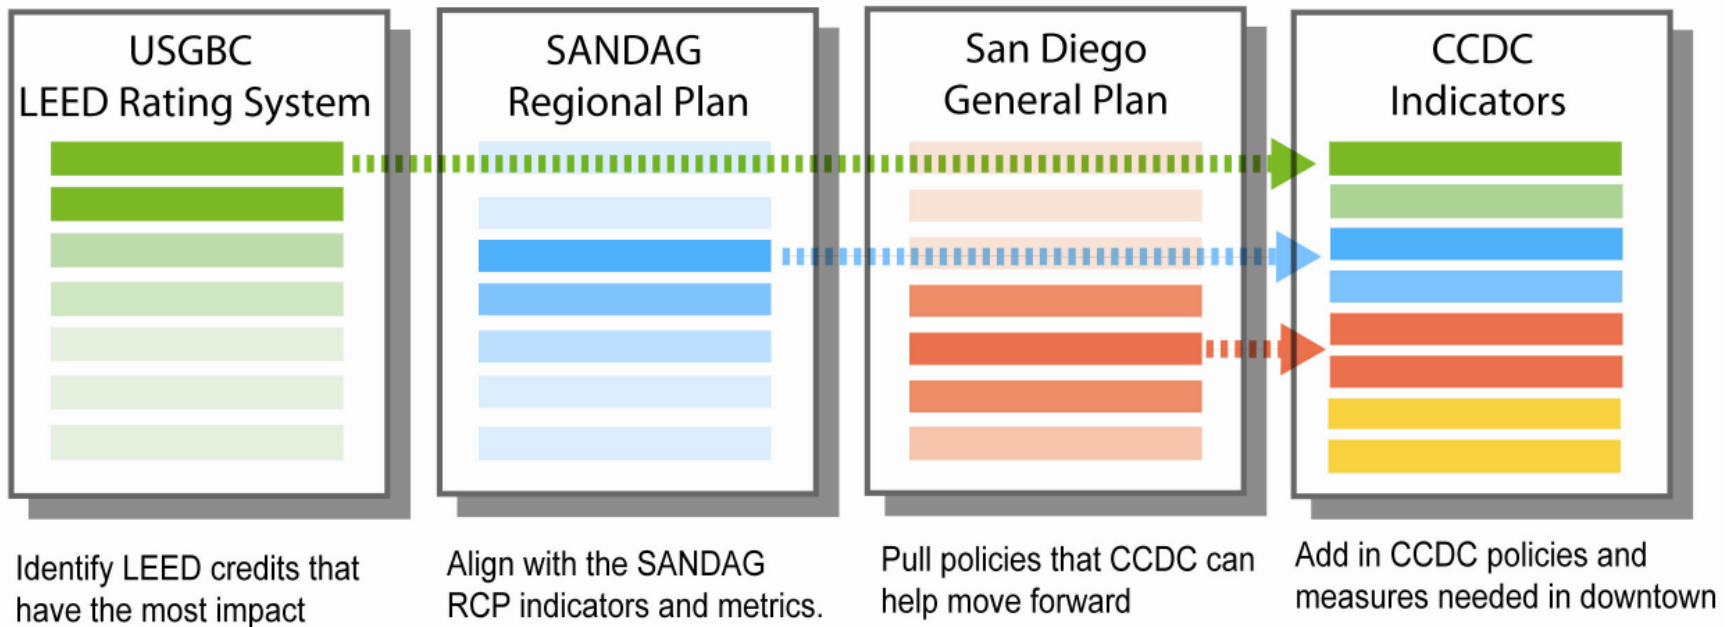 USGBC
LEED Rating System
SANDAG
Regional Plan
San Diego
General Plan
CCDC
Indicators
Identify LEED credits that
have the most impact
Align with the SANDAG
RCP indicators and metrics.
Pull policies that CCDC can
help move forward
Add in CCDC policies and
measures needed in downtown